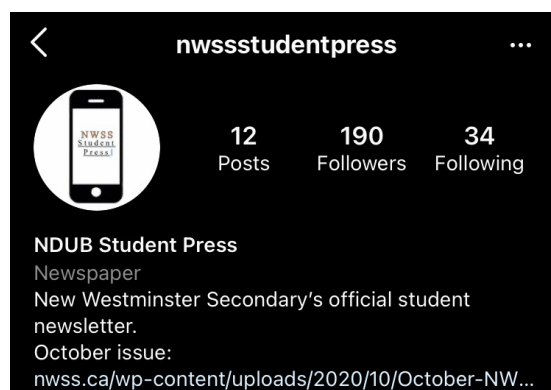 nwssstudentpress
NWSS
Student
Press
12 190 34
Posts Followers Following
NDUB Student Press
Newspaper
New Westminster Secondary's official student
newsletter.
October issue:
nwss.ca/wp-content/uploads/2020/10/October-NW...